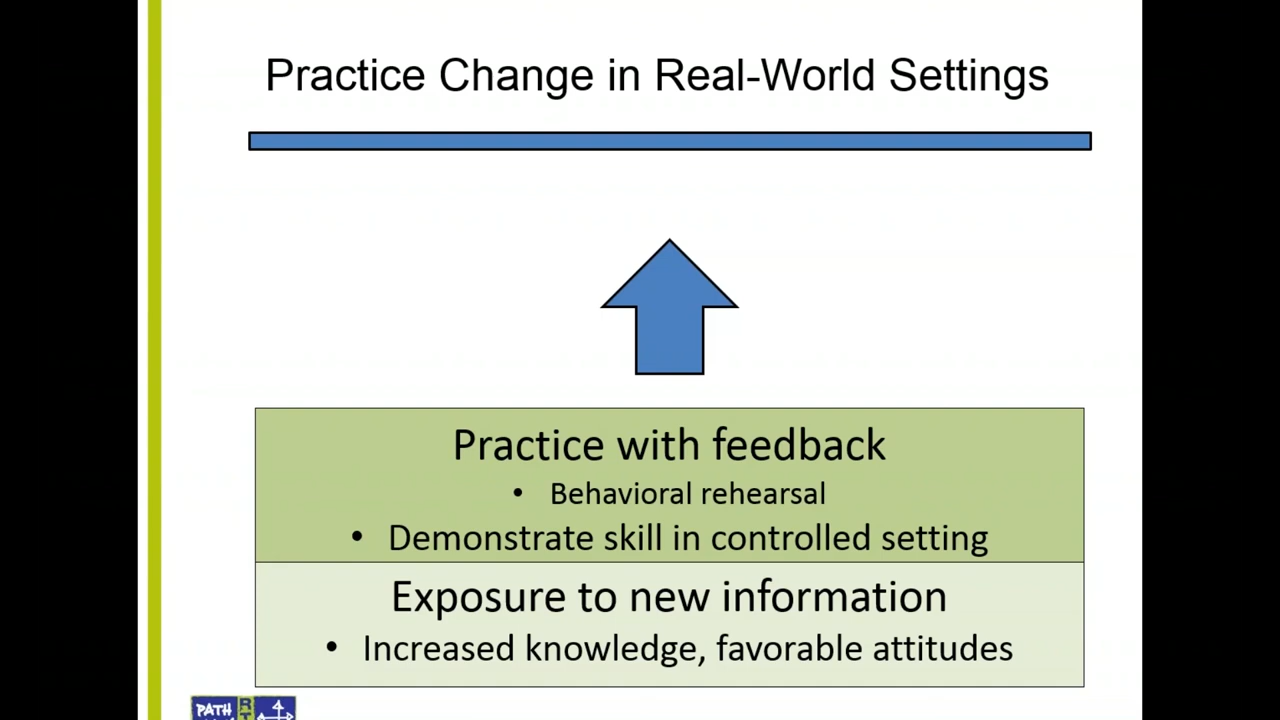 Practice Change in Real-World Settings
Practice with feedback
• Behavioral rehearsal
• Demonstrate skill in controlled setting
Exposure to new information
• Increased knowledge, favorable attitudes
PATH